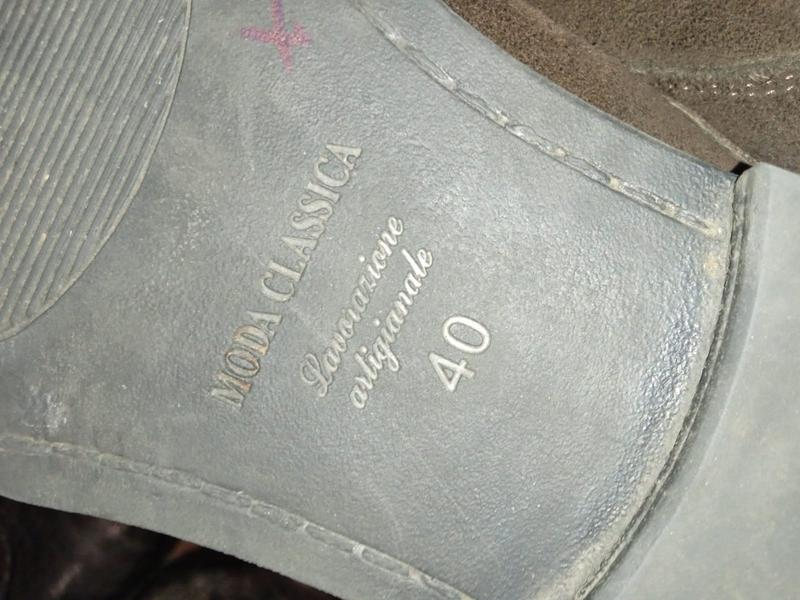 MODA CLASSICA
Lavorazione
artigianale
40